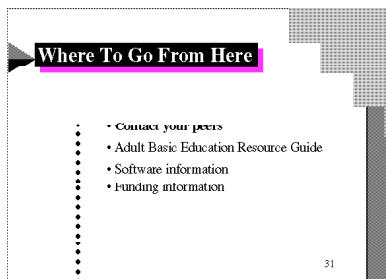 Where To Go From Here
• Contact your peers
• Adult Basic Education Resource Guide
• Software information
• Funding information
31